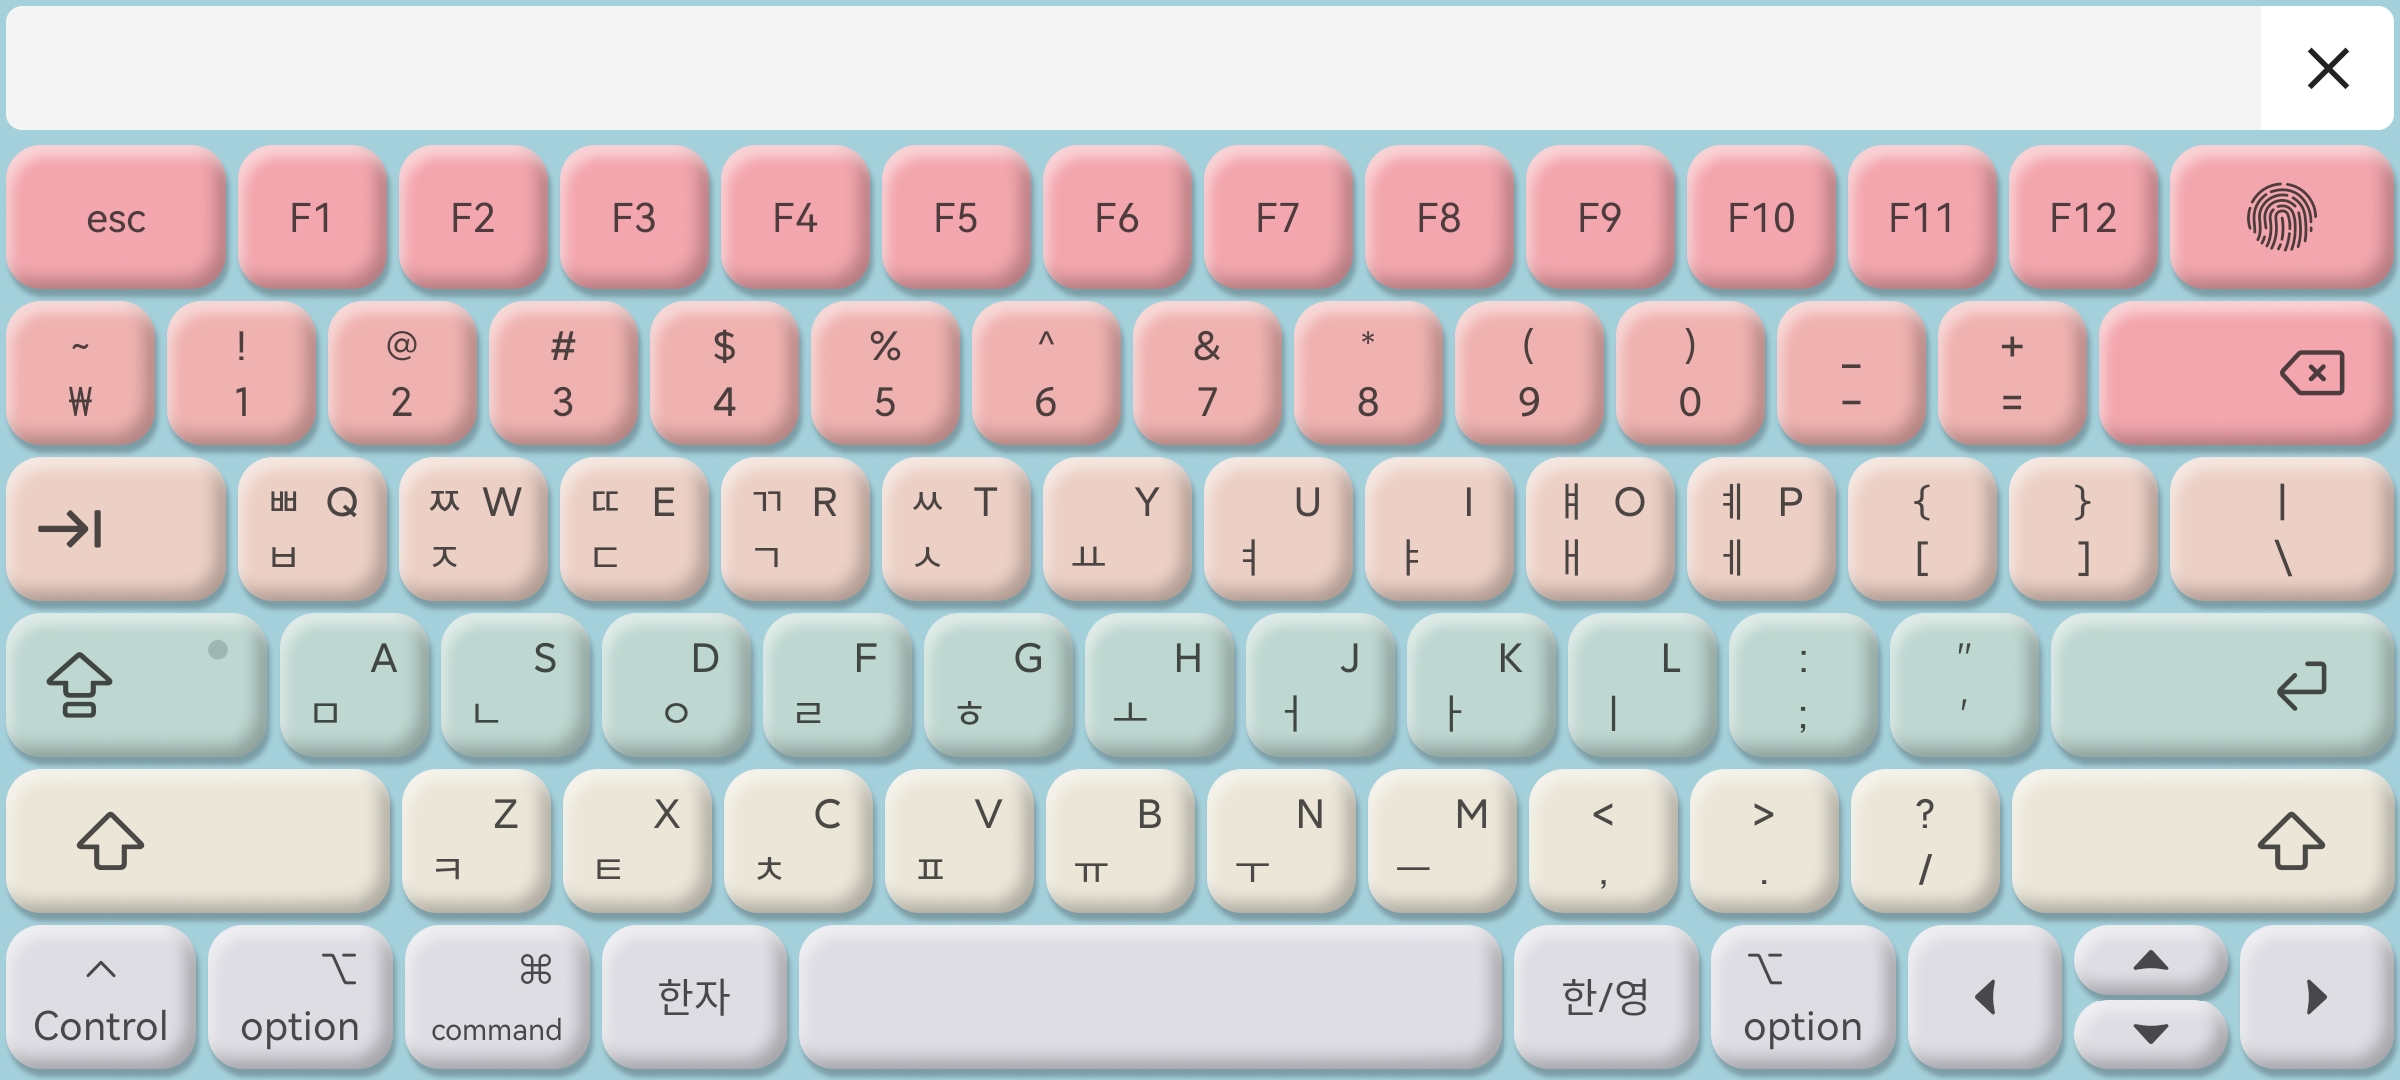 esc F1 F2 F3 F4 F5 F6 F7 F8 F9 F10 F11 F12
~ ! @ # $ % ^ & * ( ) _ +
₩ 1 2 3 4 5 6 7 8 9 0 - =
ㅃ Q ㅉ W ㄸ E ㄲ R ㅆ T Y U I ㅒ O ㅖ P { } |
ㅂ ㅈ ㄷ ㄱ ㅅ ㅛ ㅕ ㅑ ㅐ ㅔ [ ] \
A S D F G H J K L : "
ㅁ ㄴ ㅇ ㄹ ㅎ ㅗ ㅓ ㅏ ㅣ ; '
Z X C V B N M < > ?
ㅋ ㅌ ㅊ ㅍ ㅠ ㅜ ㅡ , . /
^ ⌥ ⌘ 한자 한/영 ⌥
Control option command option